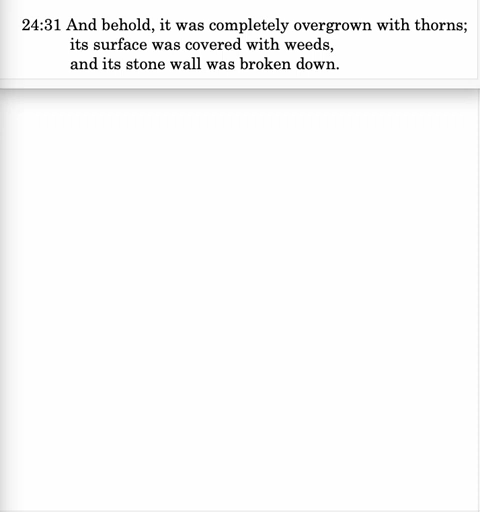 24:31 And behold, it was completely overgrown with thorns;
its surface was covered with weeds,
and its stone wall was broken down.